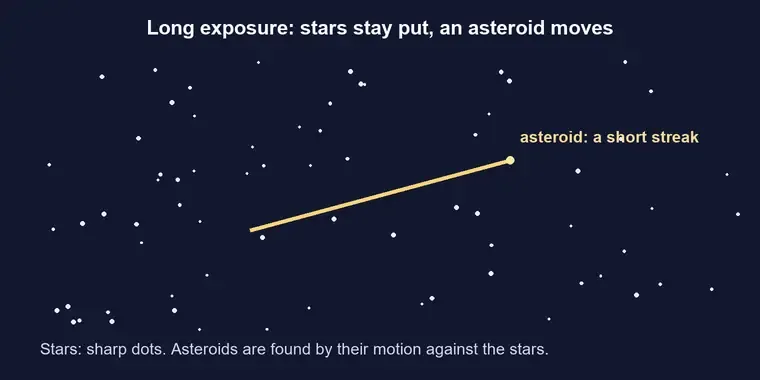 Long exposure: stars stay put, an asteroid moves
asteroid: a short streak
Stars: sharp dots. Asteroids are found by their motion against the stars.